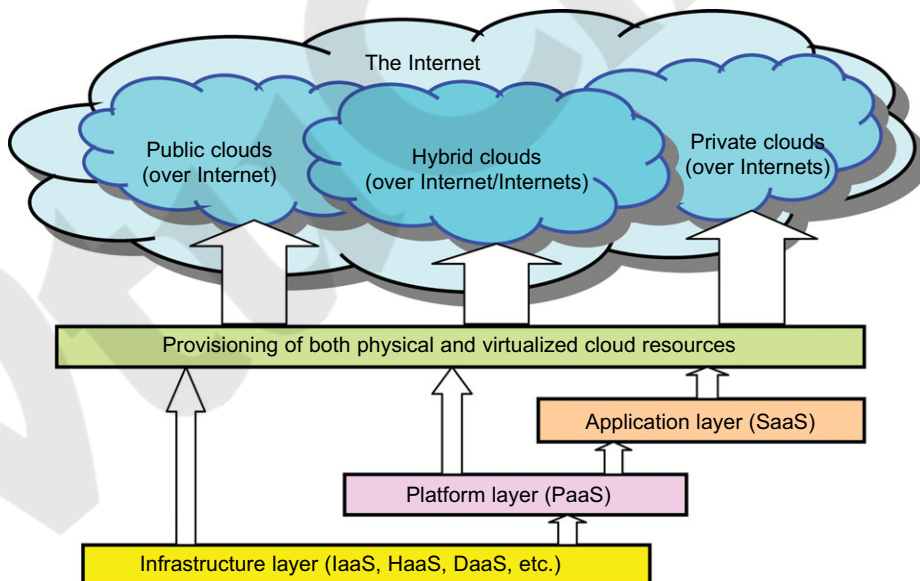 The Internet
Public clouds
(over Internet)
Hybrid clouds
(over Internet/Internets)
Private clouds
(over Internets)
Provisioning of both physical and virtualized cloud resources
Application layer (SaaS)
Platform layer (PaaS)
Infrastructure layer (IaaS, HaaS, DaaS, etc.)